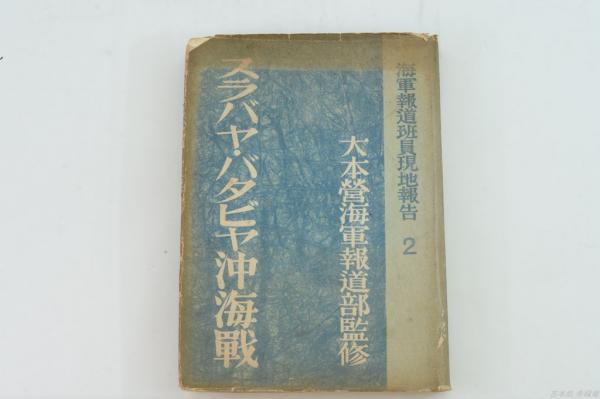 海軍報道班員現地報告 2
大本營海軍報道部監修
スラバヤ・バタビヤ沖海戰